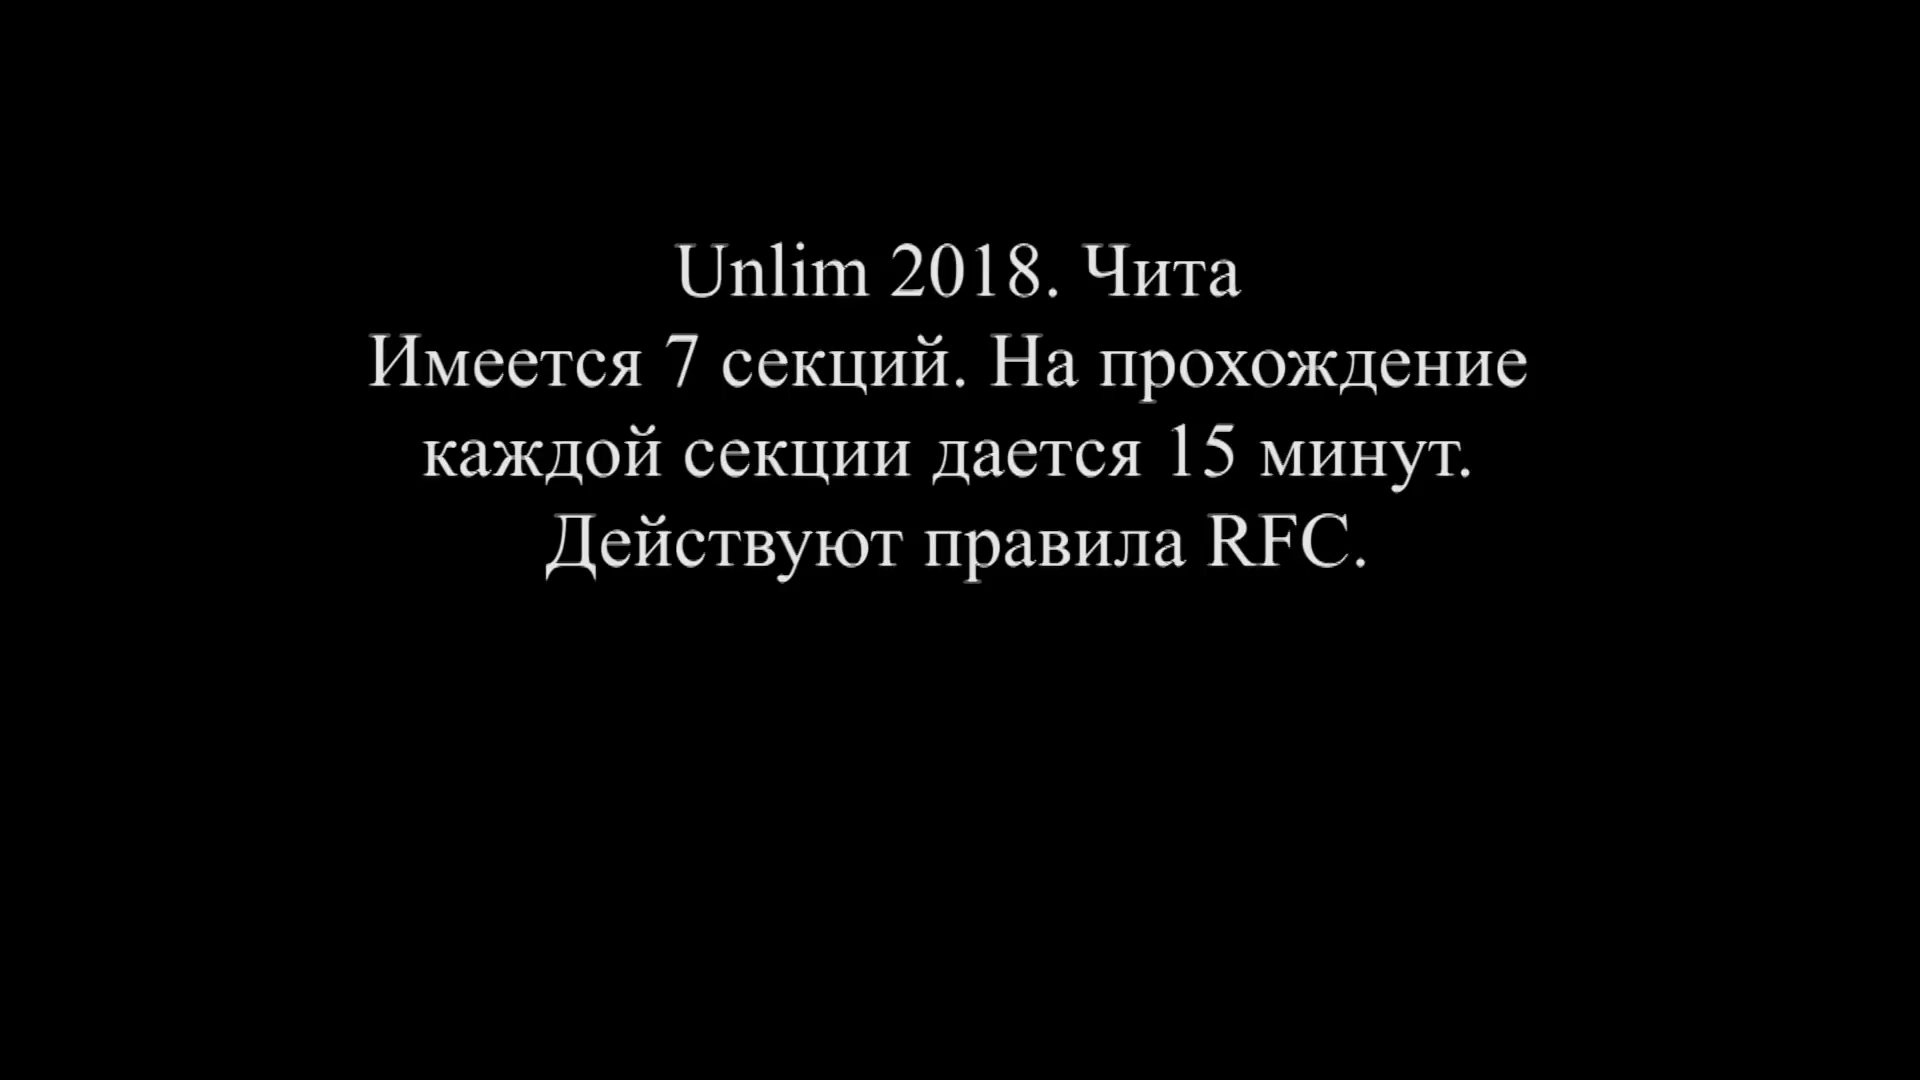 Unlim 2018. Чита
Имеется 7 секций. На прохождение
каждой секции дается 15 минут.
Действуют правила RFC.